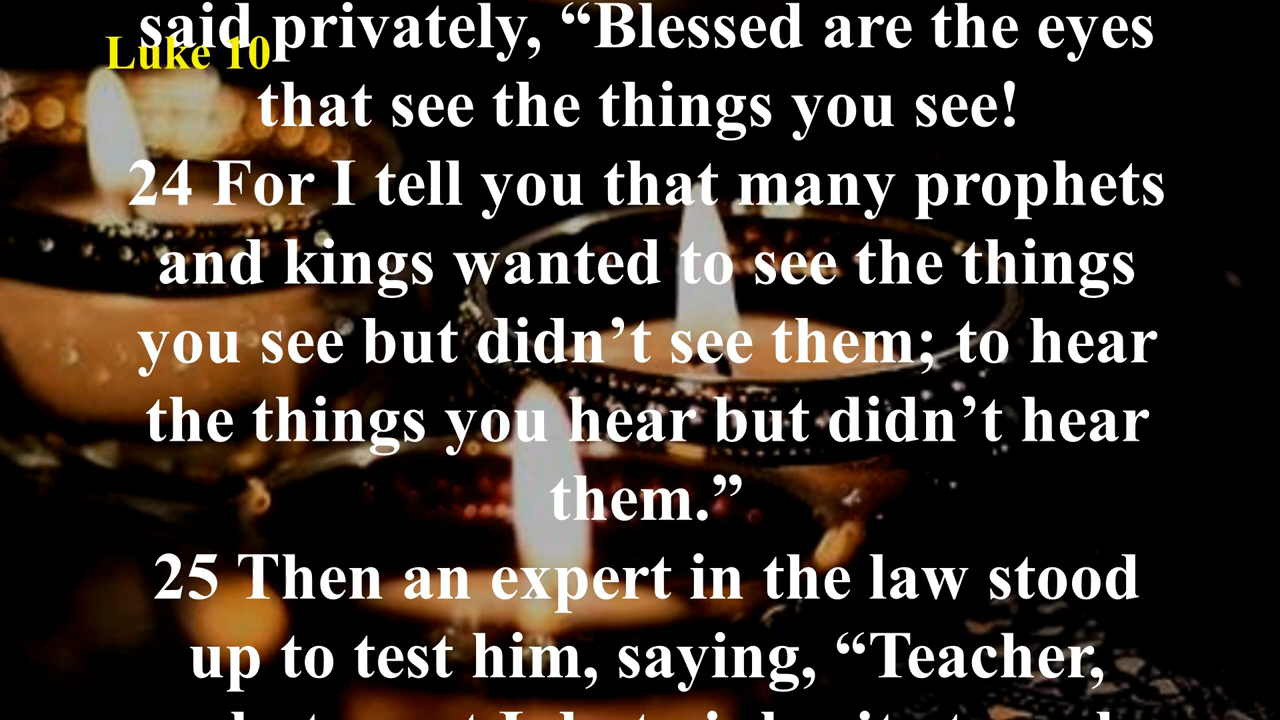 Luke 10
said privately, “Blessed are the eyes
that see the things you see!
24 For I tell you that many prophets
and kings wanted to see the things
you see but didn’t see them; to hear
the things you hear but didn’t hear
them.”
25 Then an expert in the law stood
up to test him, saying, “Teacher,